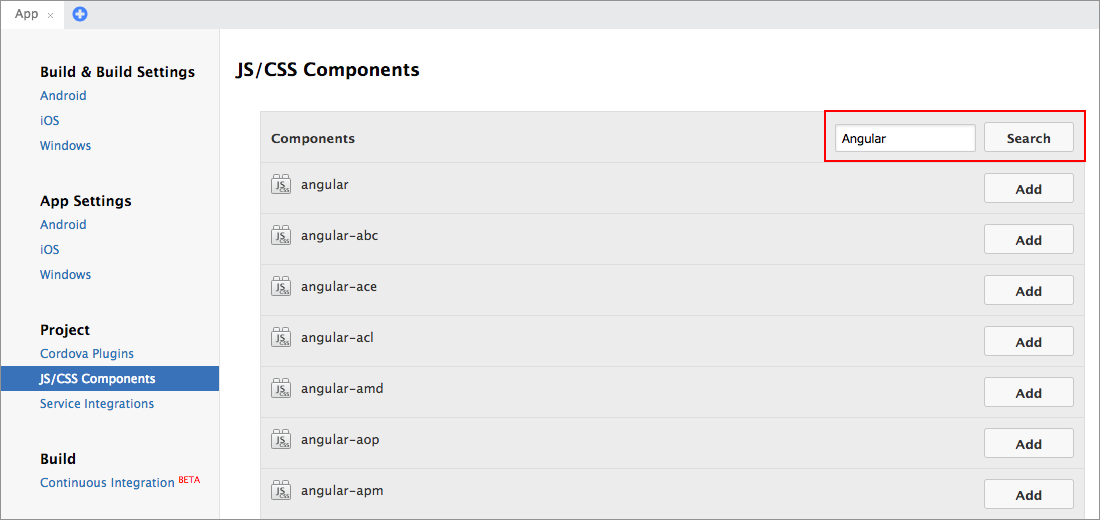 App ×
Build & Build Settings
Android
iOS
Windows
App Settings
Android
iOS
Windows
Project
Cordova Plugins
JS/CSS Components
Service Integrations
Build
Continuous Integration BETA
JS/CSS Components
Components
Angular
Search
JS CSS angular
Add
JS CSS angular-abc
Add
JS CSS angular-ace
Add
JS CSS angular-acl
Add
JS CSS angular-amd
Add
JS CSS angular-aop
Add
JS CSS angular-apm
Add